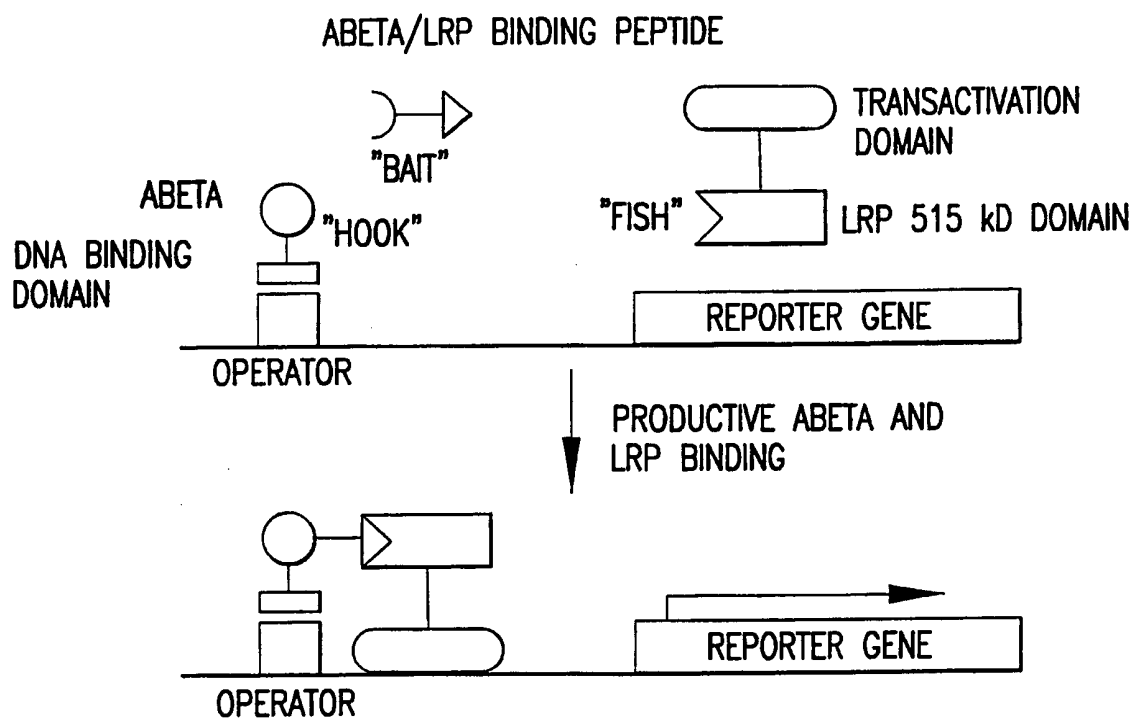 ABETA/LRP BINDING PEPTIDE
TRANSACTIVATION
DOMAIN
"BAIT"
ABETA
"HOOK"
"FISH"
LRP 515 kD DOMAIN
DNA BINDING
DOMAIN
REPORTER GENE
OPERATOR
PRODUCTIVE ABETA AND
LRP BINDING
REPORTER GENE
OPERATOR